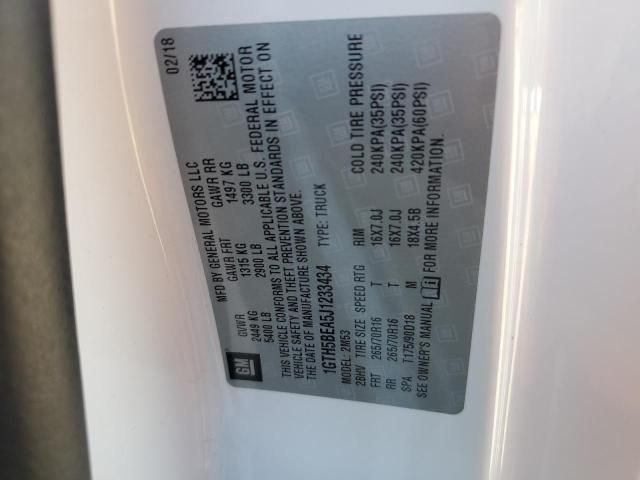 GM
MFD BY GENERAL MOTORS LLC
02/18
GVWR GAWR FRT GAWR RR
2449 KG 1315 KG 1497 KG
5400 LB 2900 LB 3300 LB
THIS VEHICLE CONFORMS TO ALL APPLICABLE U.S. FEDERAL MOTOR
VEHICLE SAFETY AND THEFT PREVENTION STANDARDS IN EFFECT ON
THE DATE OF MANUFACTURE SHOWN ABOVE.
1GTH5BEA5J1233434 TYPE: TRUCK
MODEL: 2M53
2BHV TIRE SIZE SPEED RTG RIM COLD TIRE PRESSURE
FRT 265/70R16 T 16X7.0J 240KPA(35PSI)
RR 265/70R16 T 16X7.0J 240KPA(35PSI)
SPA T175/90D18 M 18X4.5B 420KPA(60PSI)
SEE OWNER'S MANUAL FOR MORE INFORMATION.